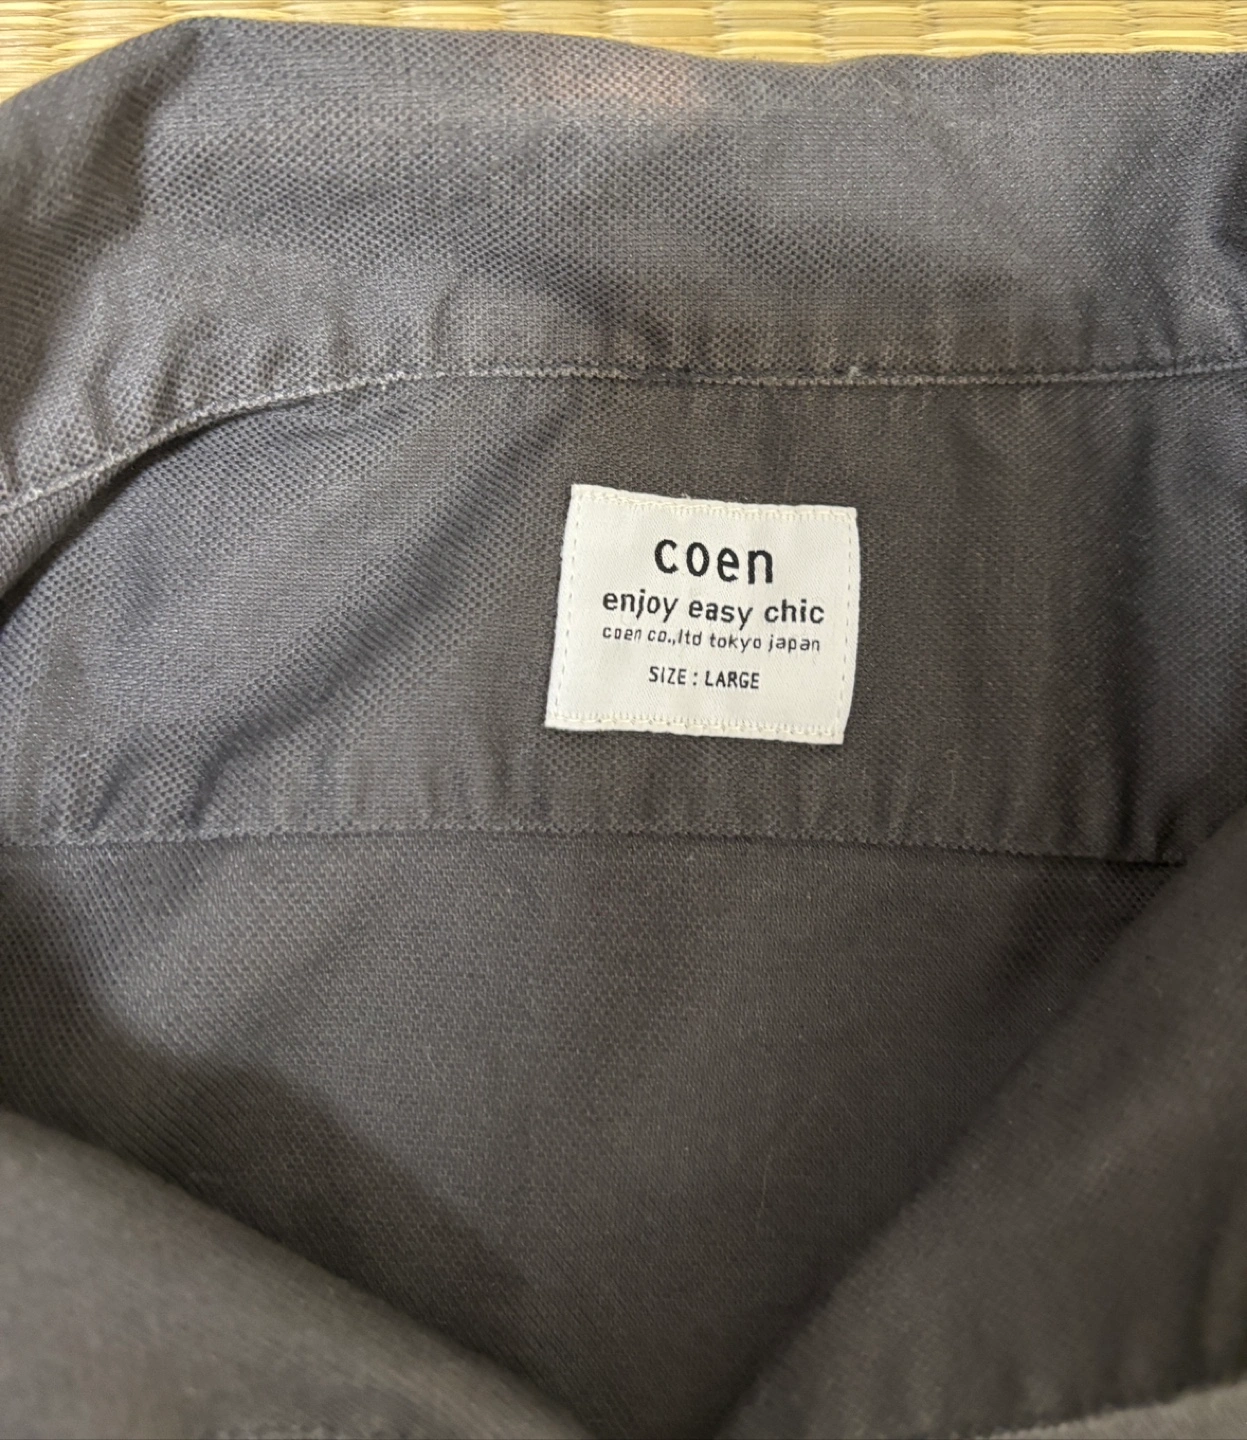 coen
enjoy easy chic
coen co.,ltd tokyo japan
SIZE : LARGE